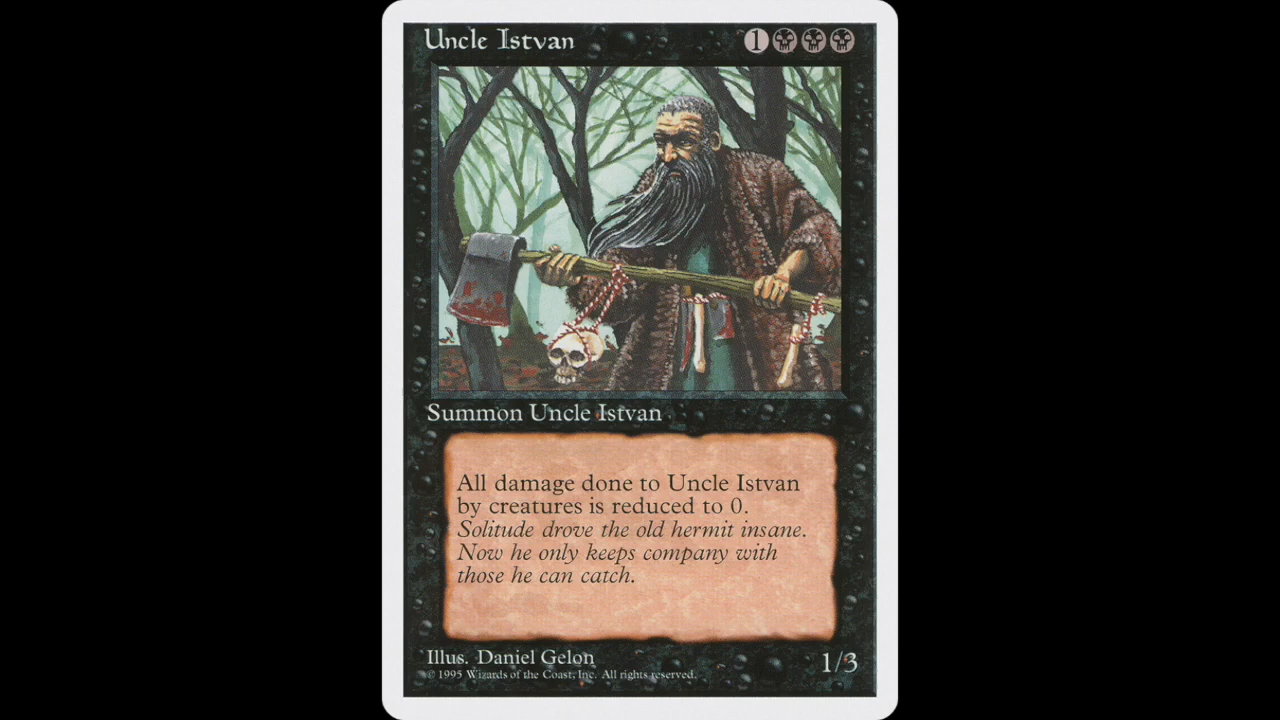 Uncle Istvan
1
Summon Uncle Istvan
All damage done to Uncle Istvan
by creatures is reduced to 0.
Solitude drove the old hermit insane.
Now he only keeps company with
those he can catch.
Illus. Daniel Gelon
© 1995 Wizards of the Coast, Inc. All rights reserved.
1/3